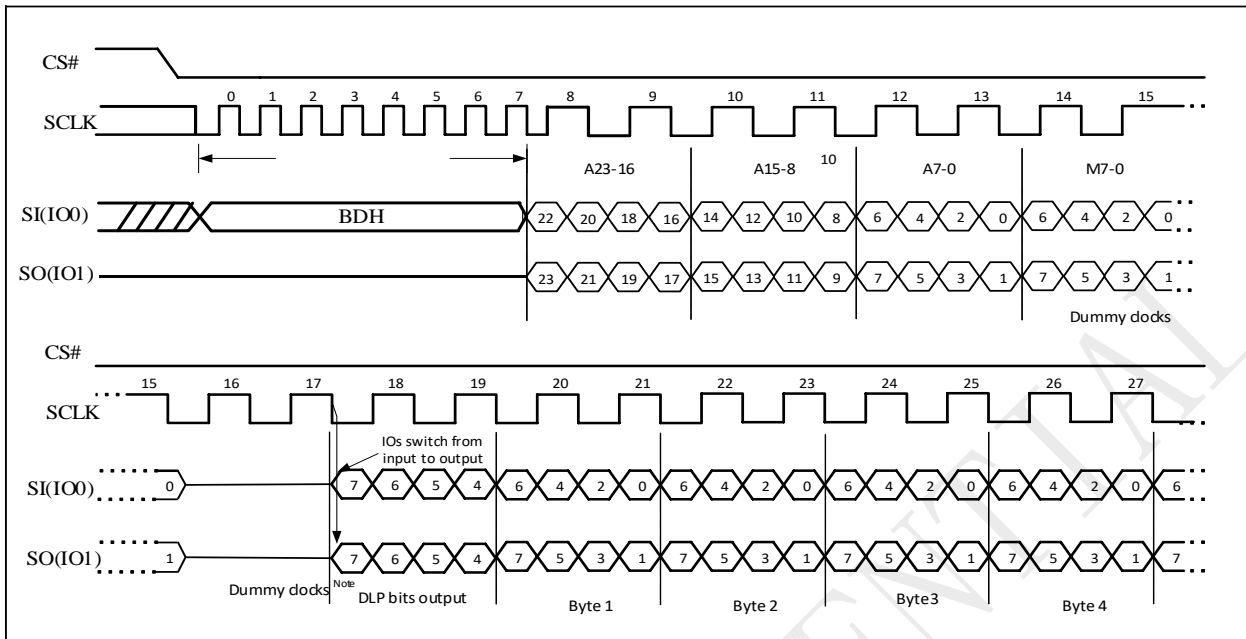 CS#
0 1 2 3 4 5 6 7 8 9 10 11 12 13 14 15
SCLK
A23-16 A15-8 10 A7-0 M7-0
SI(IO0) BDH 22 20 18 16 14 12 10 8 6 4 2 0 6 4 2 0
SO(IO1) 23 21 19 17 15 13 11 9 7 5 3 1 7 5 3 1
Dummy clocks
CS#
15 16 17 18 19 20 21 22 23 24 25 26 27
SCLK
IOs switch from
input to output
SI(IO0) 0 7 6 5 4 6 4 2 0 6 4 2 0 6 4 2 0 6 4 2 0 6
SO(IO1) 1 7 6 5 4 7 5 3 1 7 5 3 1 7 5 3 1 7 5 3 1 7
Dummy clocks Note DLP bits output Byte 1 Byte 2 Byte3 Byte 4
ENTIAL